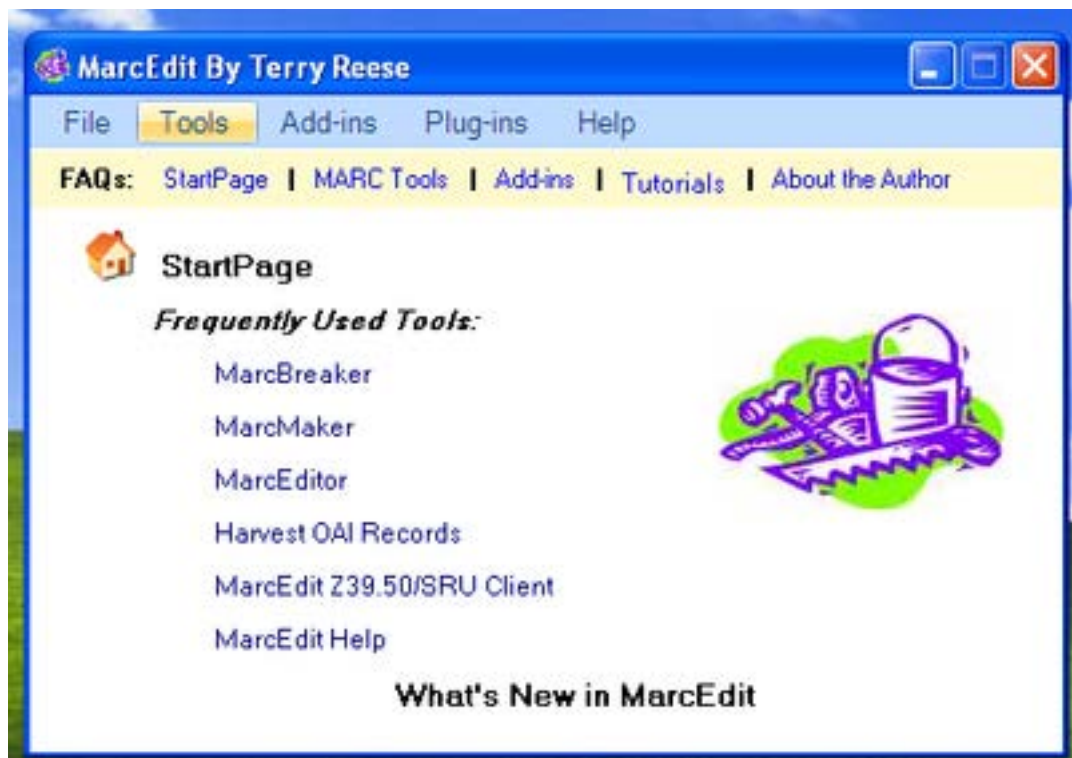 MarcEdit By Terry Reese
File Tools Add-ins Plug-ins Help
FAQs: StartPage | MARC Tools | Add-ins | Tutorials | About the Author
StartPage
Frequently Used Tools:
MarcBreaker
MarcMaker
MarcEditor
Harvest OAI Records
MarcEdit Z39.50/SRU Client
MarcEdit Help
What's New in MarcEdit